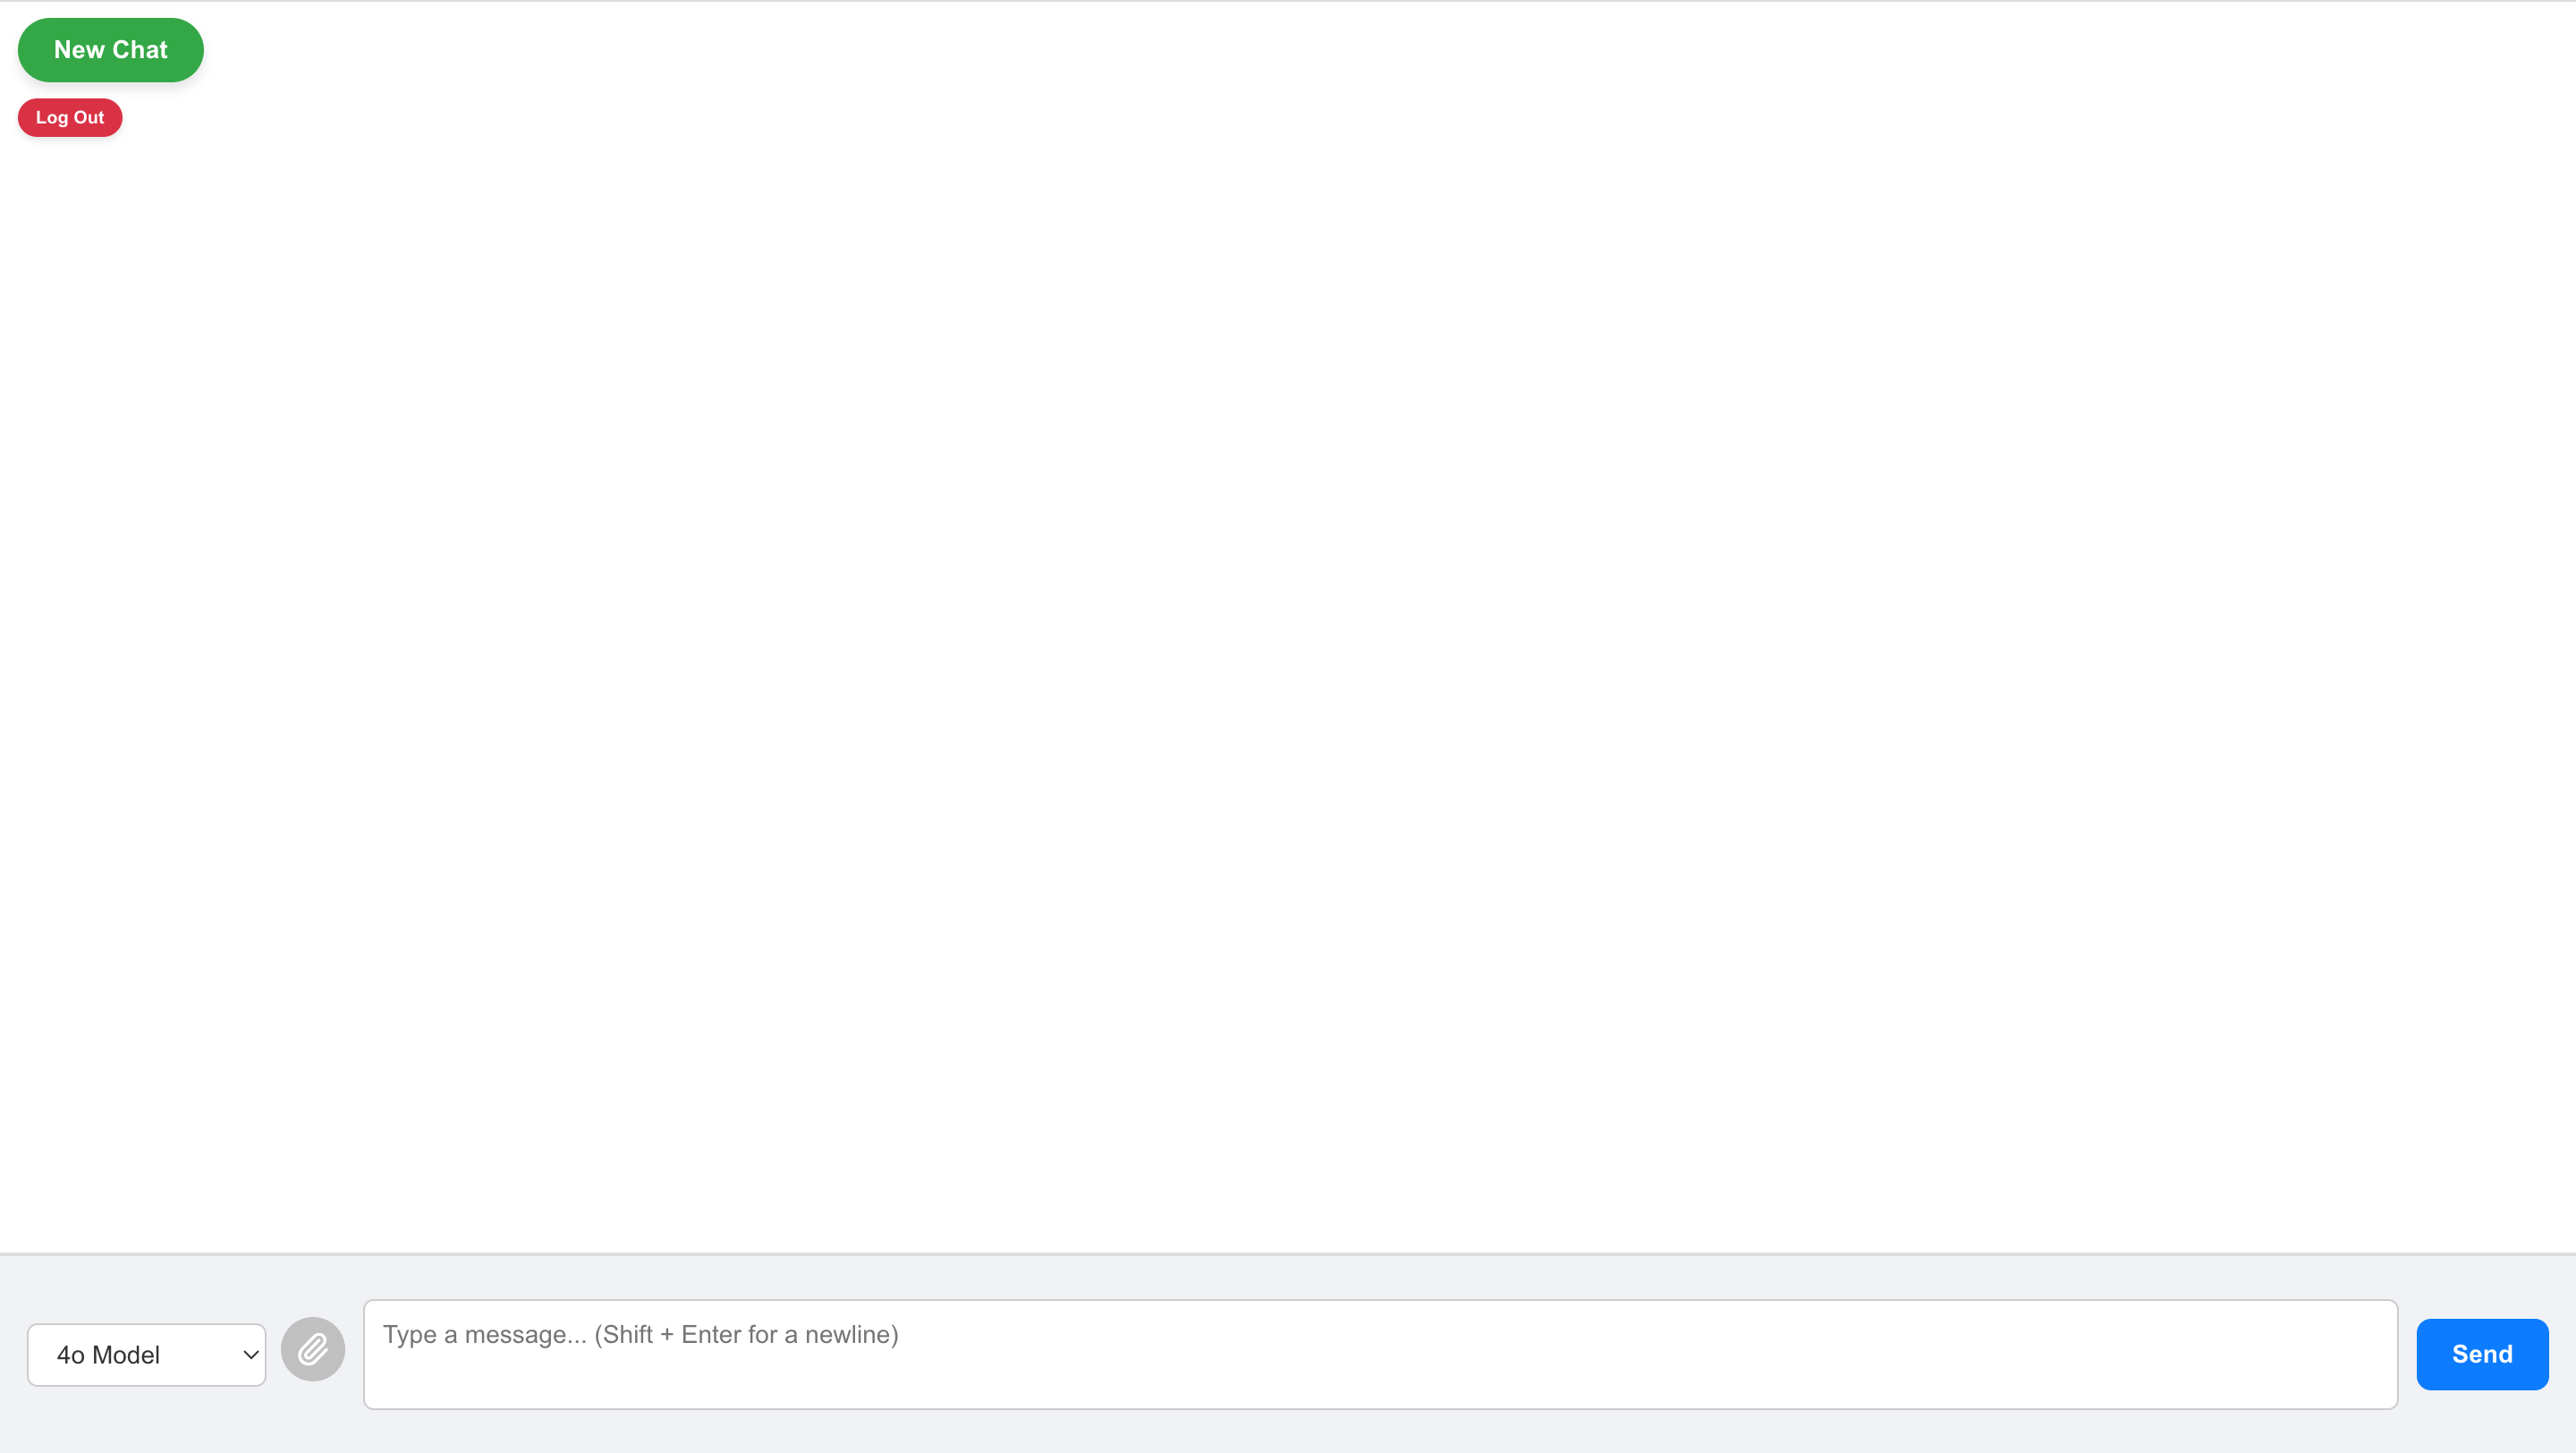 New Chat
Log Out
4o Model
Type a message... (Shift + Enter for a newline)
Send